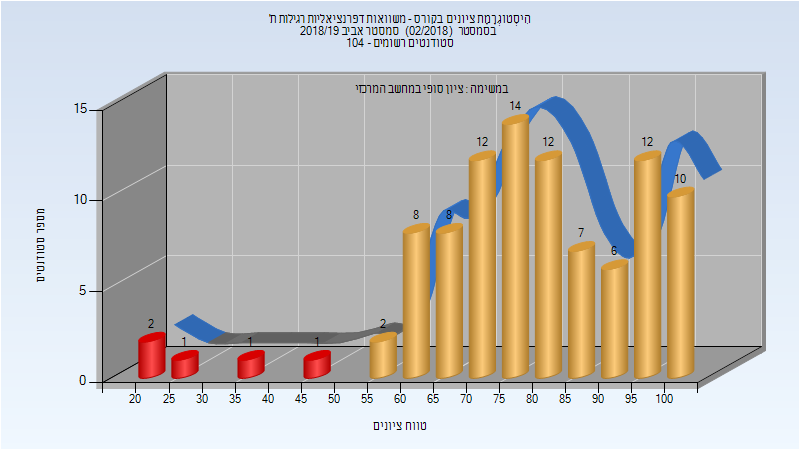 היסטוגרמת ציונים בקורס - משוואות דפרנציאליות רגילות ת'
בסמסטר (02/2018) סמסטר אביב 2018/19
סטודנטים רשומים - 104
במשימה : ציון סופי במחשב המרכזי
מספר סטודנטים
15
10
5
0
2
1
1
1
2
8
8
12
14
12
7
6
12
10
20 25 30 35 40 45 50 55 60 65 70 75 80 85 90 95 100
טווח ציונים